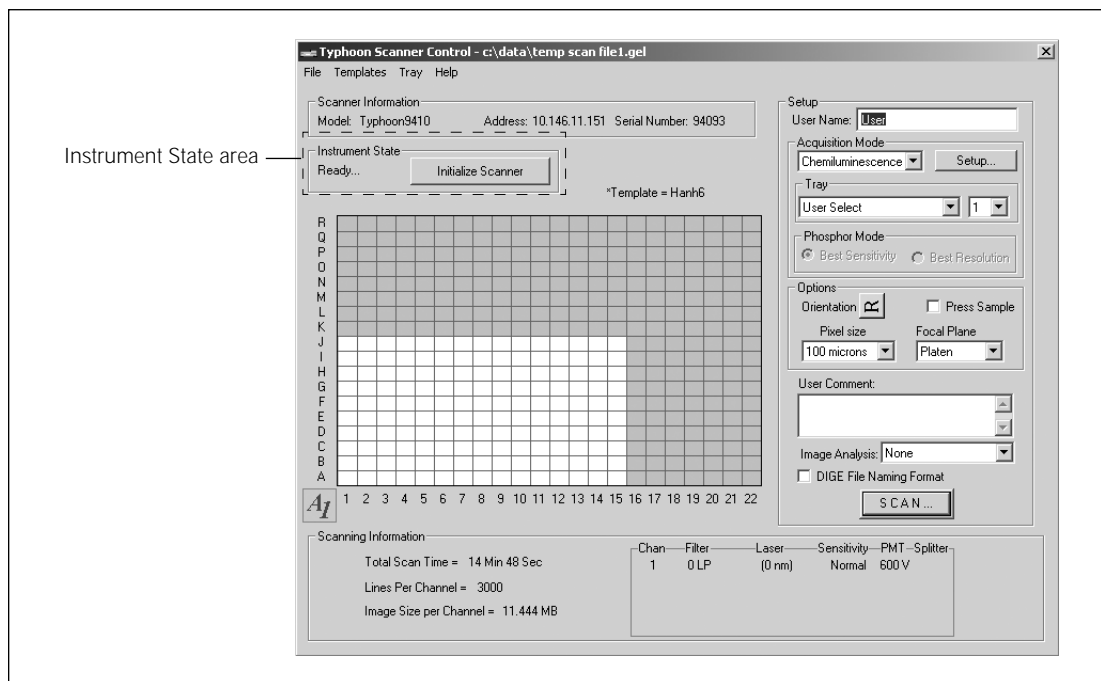 Typhoon Scanner Control - c:\data\temp scan file1.gel
File Templates Tray Help
Scanner Information
Model: Typhoon9410 Address: 10.146.11.151 Serial Number: 94093
Instrument State area
Instrument State
Ready... Initialize Scanner
*Template = Hanh6
R
Q
P
O
N
M
L
K
J
I
H
G
F
E
D
C
B
A
A1
1 2 3 4 5 6 7 8 9 10 11 12 13 14 15 16 17 18 19 20 21 22
Setup
User Name: User
Acquisition Mode
Chemiluminescence Setup...
Tray
User Select 1
Phosphor Mode
Best Sensitivity Best Resolution
Options
Orientation R Press Sample
Pixel size Focal Plane
100 microns Platen
User Comment:
Image Analysis: None
DIGE File Naming Format
SCAN...
Scanning Information
Total Scan Time = 14 Min 48 Sec
Lines Per Channel = 3000
Image Size per Channel = 11.444 MB
Chan Filter Laser Sensitivity PMT Splitter
1 0 LP (0 nm) Normal 600 V